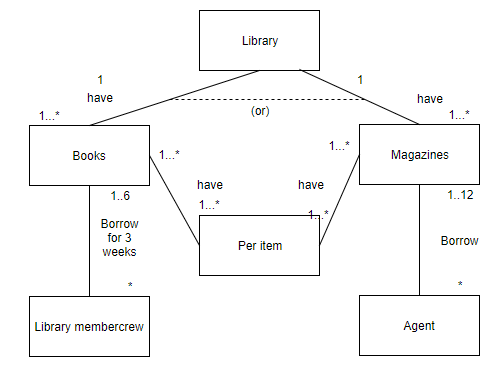 Library
1
1
have
have
1...*
(or)
1...*
Books
1...*
1...*
Magazines
1..6
have
have
1..12
1...*
1...*
Borrow
for 3
weeks
Per item
Borrow
*
*
Library membercrew
Agent